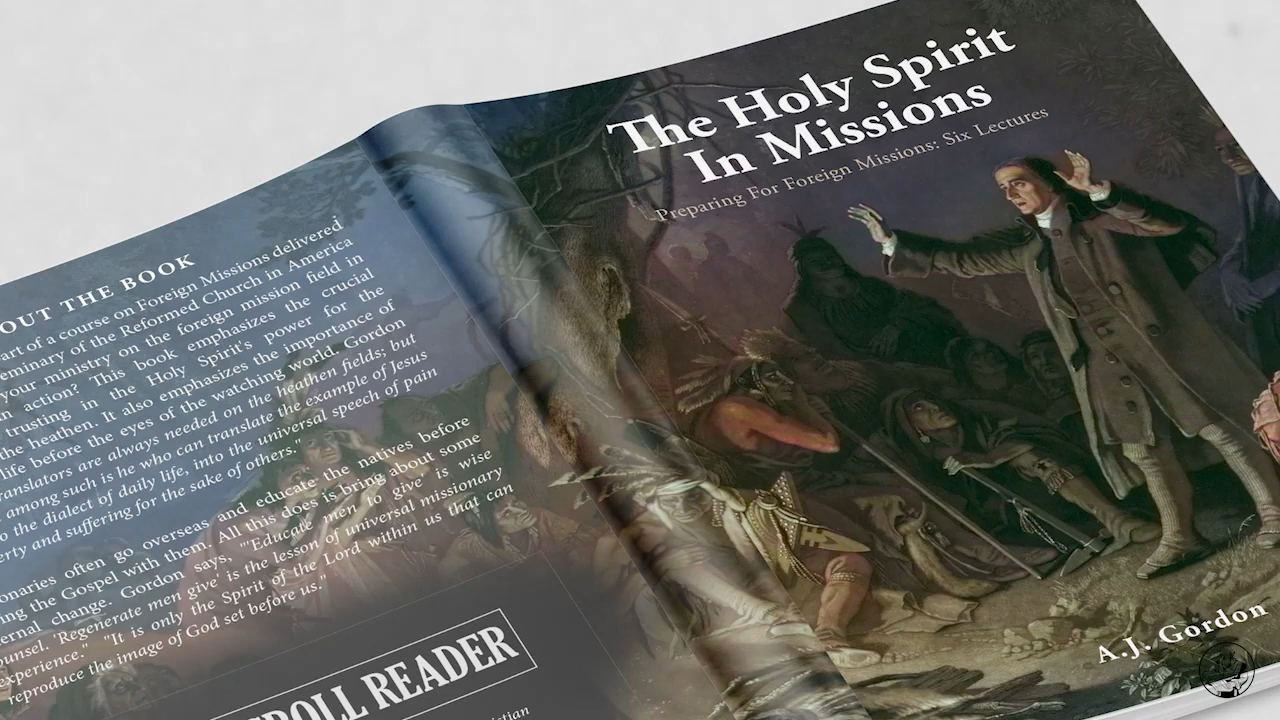 The Holy Spirit
In Missions
Preparing For Foreign Missions: Six Lectures
A.J. Gordon
OUT THE BOOK
art of a course on Foreign Missions delivered
eminary of the Reformed Church in America
your ministry on the foreign mission field in
n action? This book emphasizes the crucial
trusting in the Holy Spirit's power for the
the heathen. It also emphasizes the importance of
life before the eyes of the watching world. Gordon
ranslators are always needed on the heathen fields; but
among such is he who can translate the example of Jesus
o the dialect of daily life, into the universal speech of pain
erty and suffering for the sake of others."
onaries often go overseas and educate the natives before
ing the Gospel with them. All this does is bring about some
ernal change. Gordon says, "'Educate men to give' is wise
ounsel. 'Regenerate men give' is the lesson of universal missionary
experience." "It is only the Spirit of the Lord within us that can
reproduce the image of God set before us."
ROLL READER
ristian